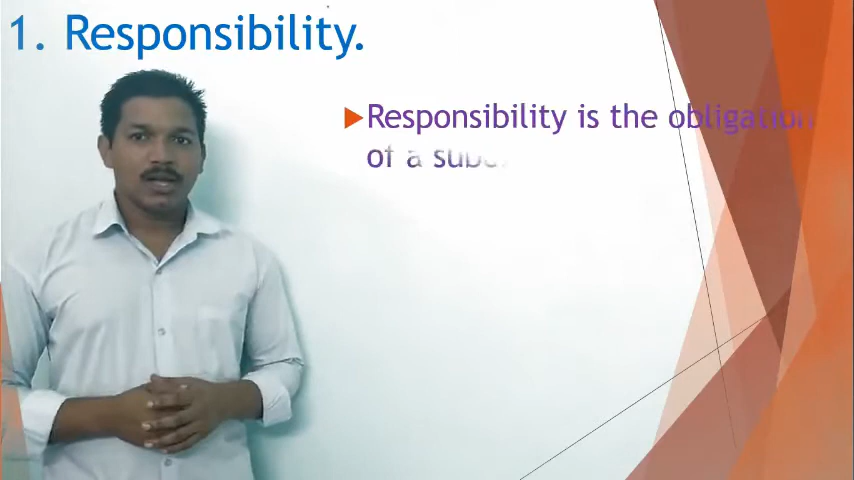 1. Responsibility.
Responsibility is the obligation
of a